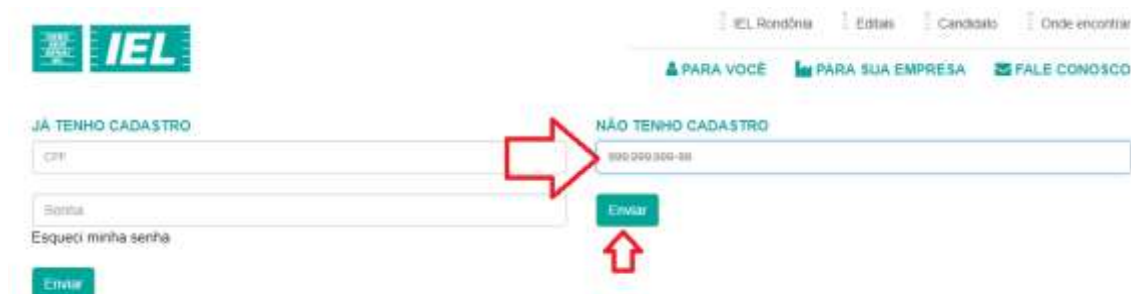 IEL
IEL Rondônia Editais Candidato Onde encontrar
PARA VOCÊ PARA SUA EMPRESA FALE CONOSCO
JÁ TENHO CADASTRO
CPF
Senha
Esqueci minha senha
Enviar
NÃO TENHO CADASTRO
999.999.999-99
Enviar